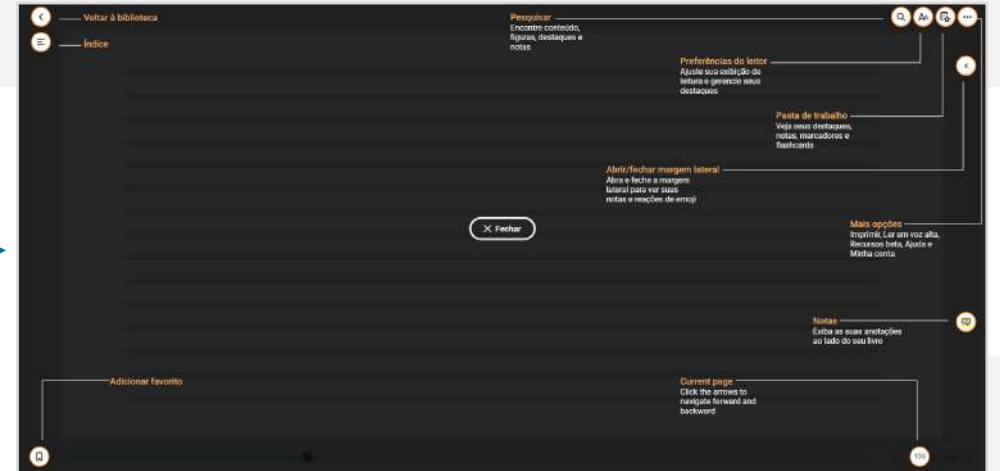 Voltar à biblioteca
Índice
Pesquisar
Encontre conteúdo,
figuras, destaques e
notas
Preferências do leitor
Ajuste sua exibição de
leitura e gerencie seus
destaques
Pasta de trabalho
Veja seus destaques,
notas, marcadores e
flashcards
Abrir/fechar margem lateral
Abra e feche a margem
lateral para ver suas
notas e reações de emoji
× Fechar
Mais opções
Imprimir, Ler em voz alta,
Recursos beta, Ajuda e
Minha conta
Notas
Exiba as suas anotações
ao lado do seu livro
Adicionar favorito
Current page
Click the arrows to
navigate forward and
backward